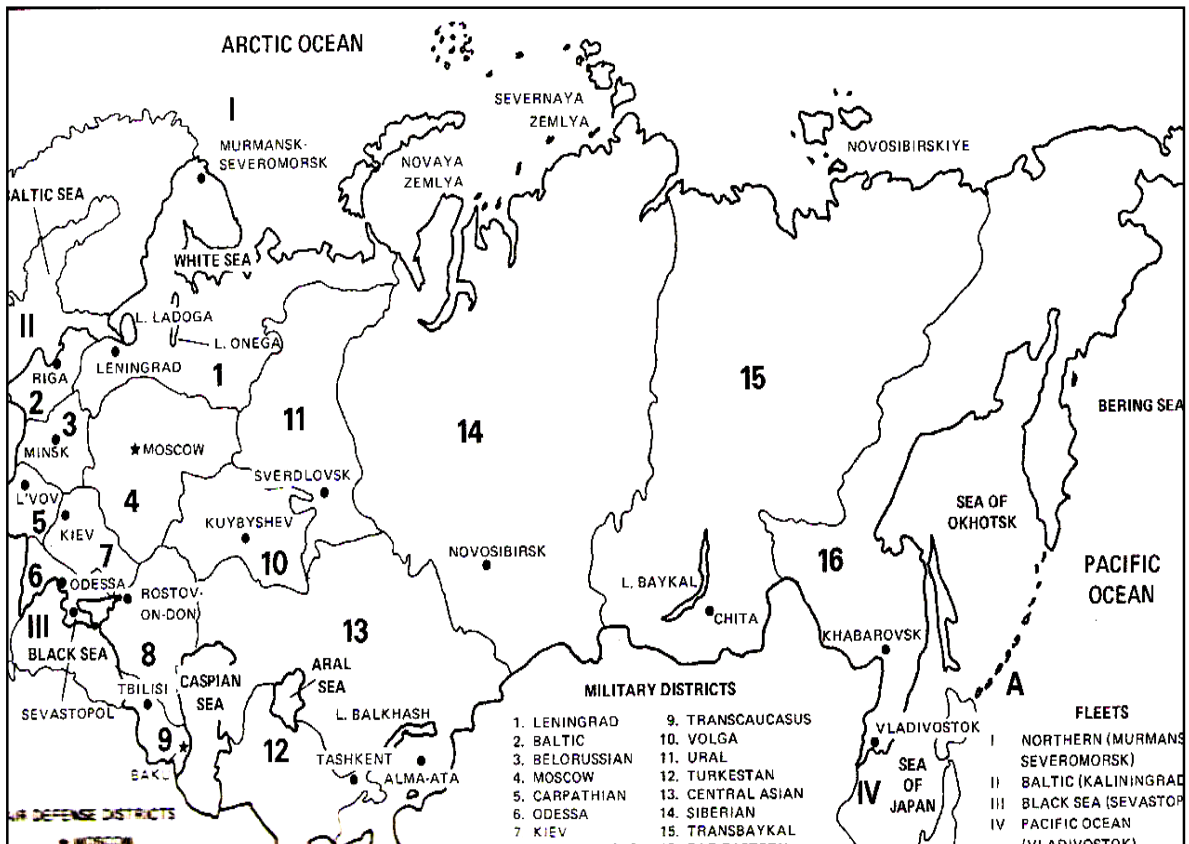 ARCTIC OCEAN
I
MURMANSK-
SEVEROMORSK
SEVERNAYA
ZEMLYA
NOVAYA
ZEMLYA
NOVOSIBIRSKIYE
BALTIC SEA
WHITE SEA
II
L. LADOGA
L. ONEGA
LENINGRAD
RIGA
1
2
3
MINSK
MOSCOW
4
11
14
15
BERING SEA
SVERDLOVSK
L'VOV
5
KIEV
KUYBYSHEV
10
7
SEA OF
OKHOTSK
NOVOSIBIRSK
16
6
ODESSA
ROSTOV-
ON-DON
L. BAYKAL
CHITA
PACIFIC
OCEAN
III
BLACK SEA
8
13
KHABAROVSK
ARAL
SEA
CASPIAN
SEA
TBILISI
SEVASTOPOL
L. BALKHASH
A
9
BAKU
12
TASHKENT
ALMA-ATA
VLADIVOSTOK
IV
SEA
OF
JAPAN
MILITARY DISTRICTS
1. LENINGRAD
2. BALTIC
3. BELORUSSIAN
4. MOSCOW
5. CARPATHIAN
6. ODESSA
7 KIEV
9. TRANSCAUCASUS
10. VOLGA
11. URAL
12. TURKESTAN
13. CENTRAL ASIAN
14. SIBERIAN
15. TRANSBAYKAL
FLEETS
I NORTHERN (MURMANS
SEVEROMORSK)
II BALTIC (KALININGRAD
III BLACK SEA (SEVASTOP
IV PACIFIC OCEAN
(VLADIVOSTOK)
AIR DEFENSE DISTRICTS